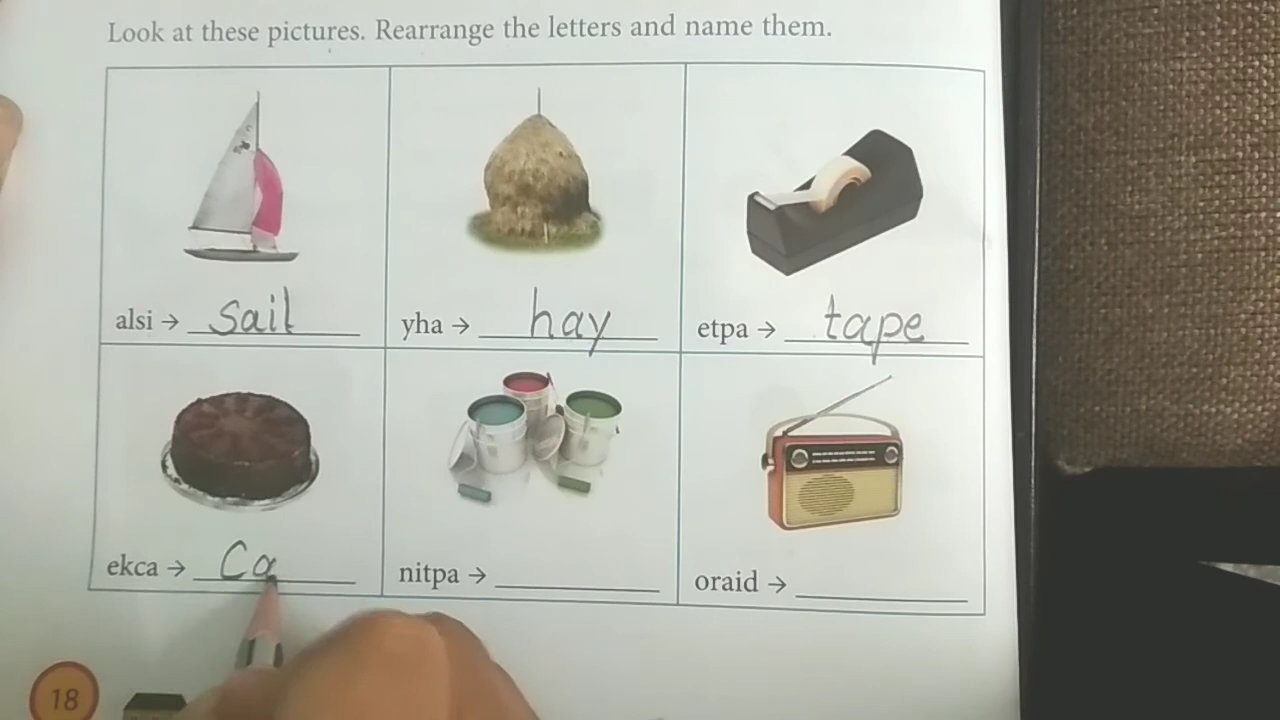 Look at these pictures. Rearrange the letters and name them.
alsi → sail
yha → hay
etpa → tape
ekca → Ca
nitpa →
oraid →
18